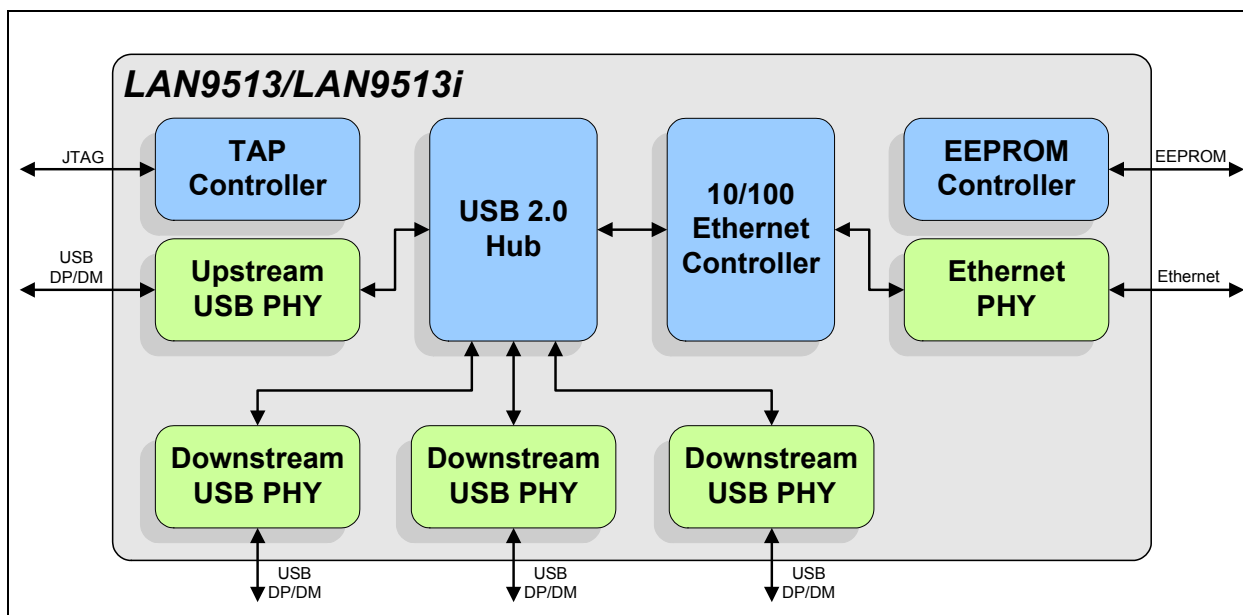 LAN9513/LAN9513i
JTAG
TAP
Controller
USB 2.0
Hub
10/100
Ethernet
Controller
EEPROM
Controller
EEPROM
USB
DP/DM
Upstream
USB PHY
Ethernet
PHY
Ethernet
Downstream
USB PHY
Downstream
USB PHY
Downstream
USB PHY
USB
DP/DM
USB
DP/DM
USB
DP/DM